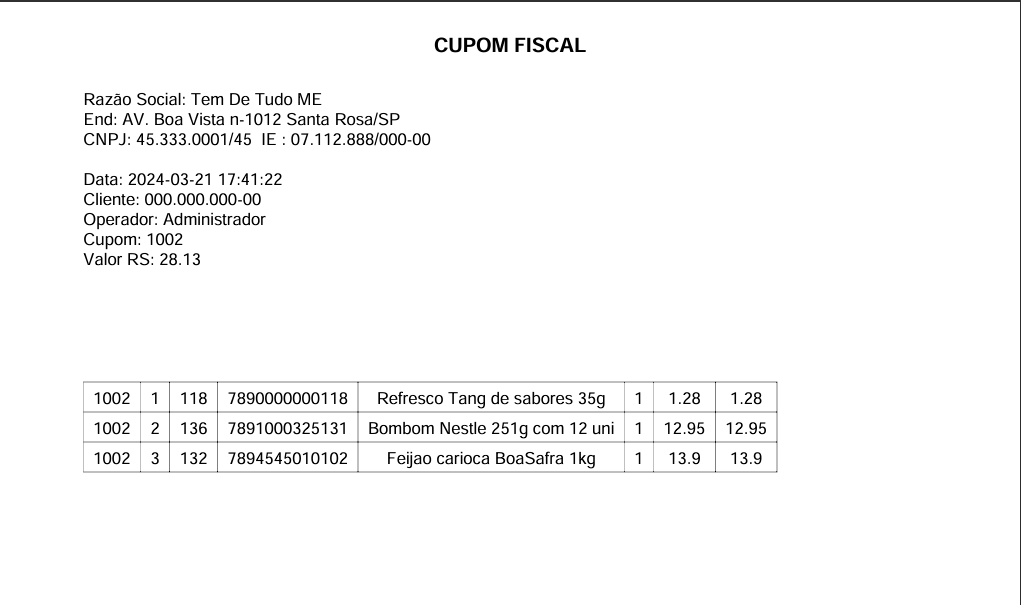 CUPOM FISCAL
Razão Social: Tem De Tudo ME
End: AV. Boa Vista n-1012 Santa Rosa/SP
CNPJ: 45.333.0001/45 IE : 07.112.888/000-00
Data: 2024-03-21 17:41:22
Cliente: 000.000.000-00
Operador: Administrador
Cupom: 1002
Valor RS: 28.13
1002 1 118 7890000000118 Refresco Tang de sabores 35g 1 1.28 1.28
1002 2 136 7891000325131 Bombom Nestle 251g com 12 uni 1 12.95 12.95
1002 3 132 7894545010102 Feijao carioca BoaSafra 1kg 1 13.9 13.9